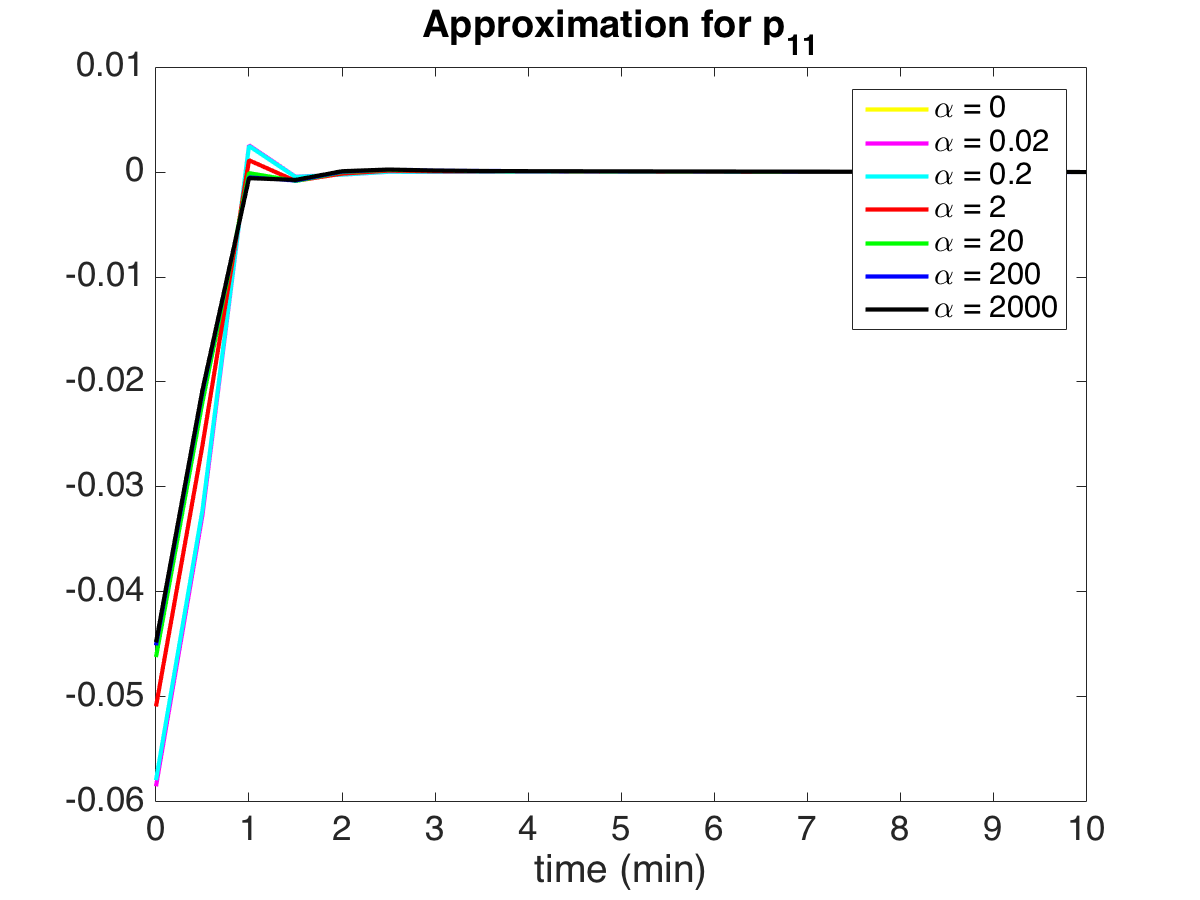 Approximation for p11
0.01
0
-0.01
-0.02
-0.03
-0.04
-0.05
-0.06
α = 0
α = 0.02
α = 0.2
α = 2
α = 20
α = 200
α = 2000
0 1 2 3 4 5 6 7 8 9 10
time (min)